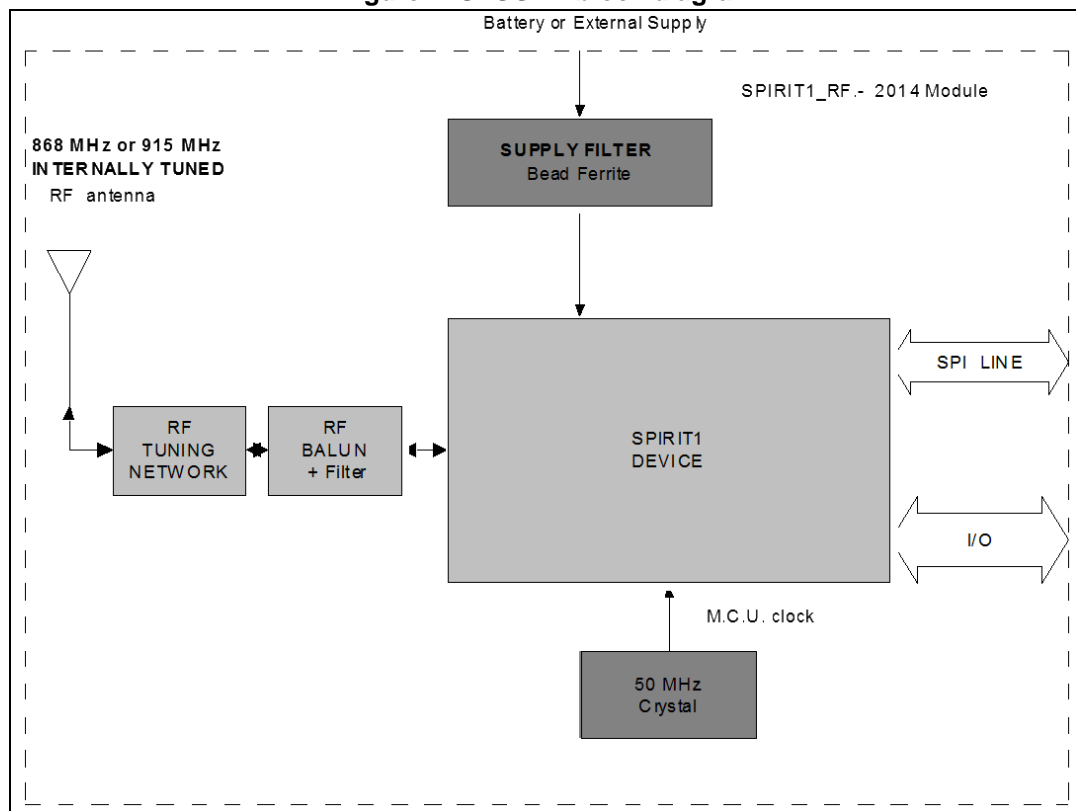 Battery or External Supply
SPIRIT1_RF.- 2014 Module
868 MHz or 915 MHz
INTERNALLY TUNED
RF antenna
SUPPLY FILTER
Bead Ferrite
SPI LINE
RF
TUNING
NETWORK
RF
BALUN
+ Filter
SPIRIT1
DEVICE
I/O
M.C.U. clock
50 MHz
Crystal